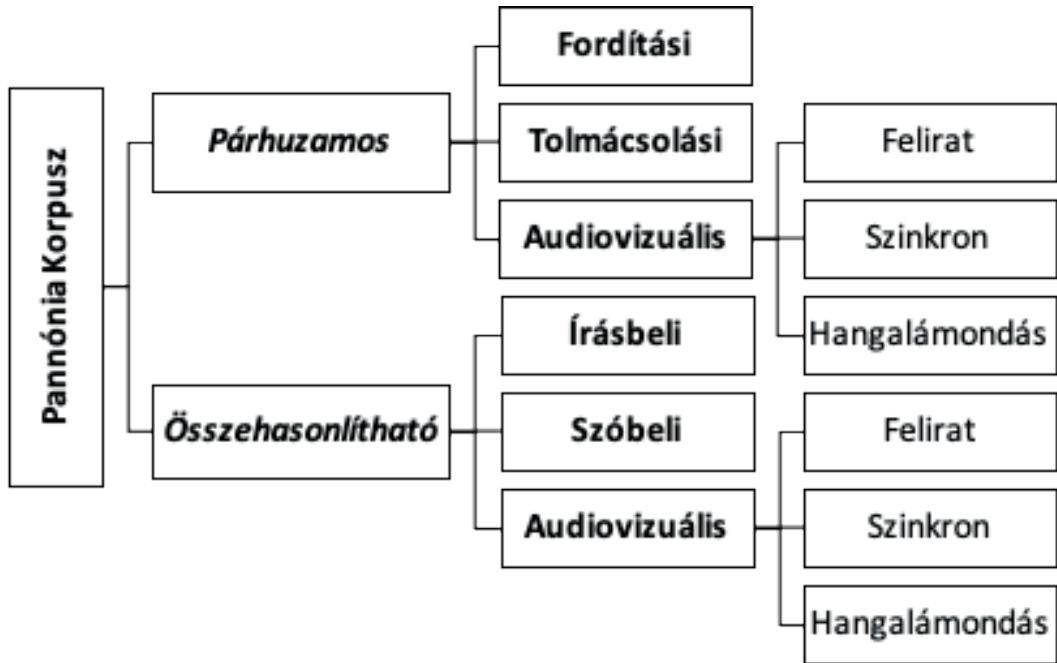 Pannónia Korpusz
Párhuzamos
Fordítási
Tolmácsolási
Audiovizuális
Felirat
Szinkron
Hangalámondás
Összehasonlítható
Írásbeli
Szóbeli
Audiovizuális
Felirat
Szinkron
Hangalámondás